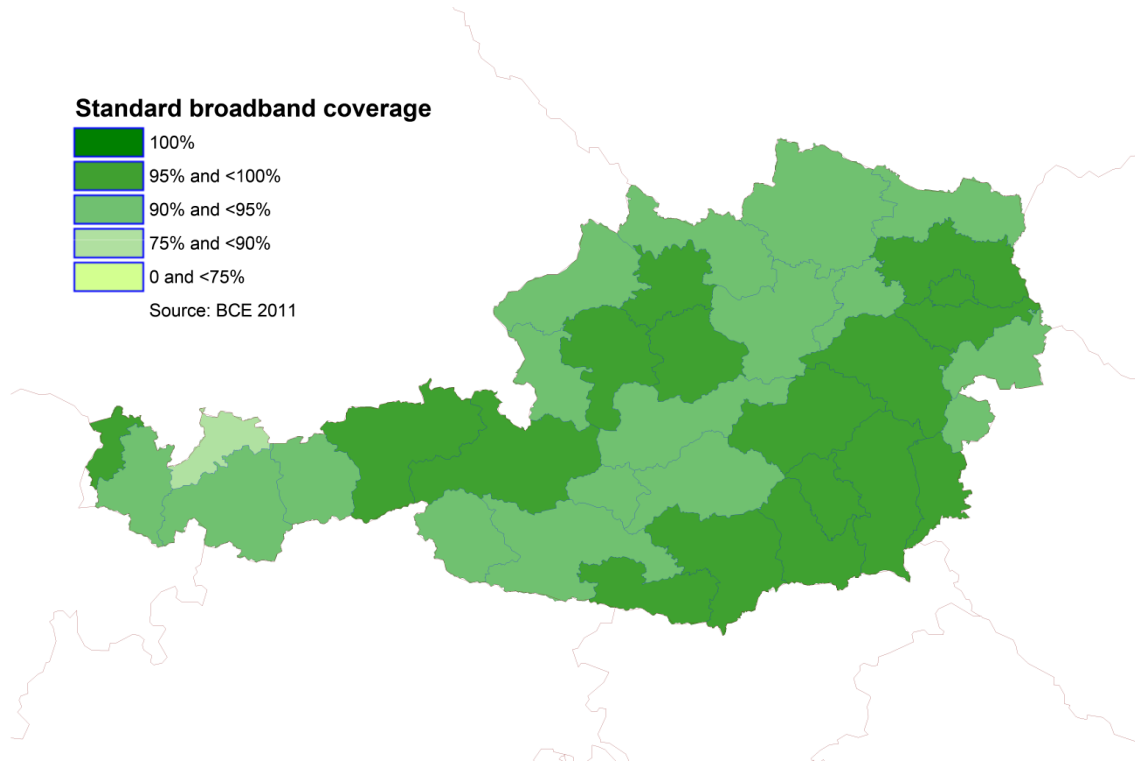 Standard broadband coverage
100%
95% and <100%
90% and <95%
75% and <90%
0 and <75%
Source: BCE 2011